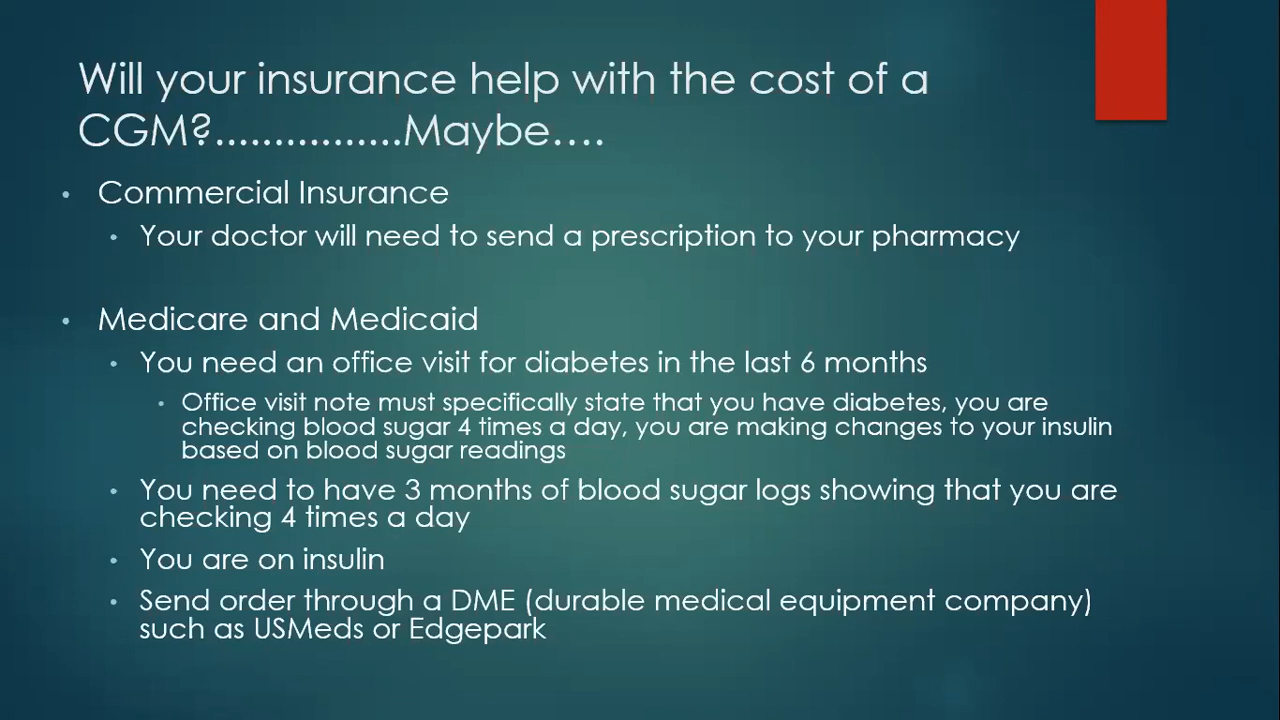 Will your insurance help with the cost of a
CGM?................Maybe....
• Commercial Insurance
• Your doctor will need to send a prescription to your pharmacy
• Medicare and Medicaid
• You need an office visit for diabetes in the last 6 months
• Office visit note must specifically state that you have diabetes, you are
checking blood sugar 4 times a day, you are making changes to your insulin
based on blood sugar readings
• You need to have 3 months of blood sugar logs showing that you are
checking 4 times a day
• You are on insulin
• Send order through a DME (durable medical equipment company)
such as USMeds or Edgepark